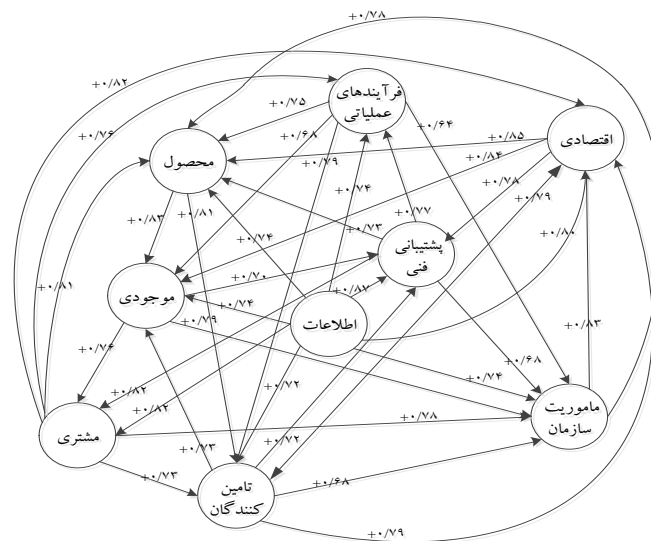 +۰/۷۸
+۰/۸۲
+۰/۷۶
فرآیندهای
عملیاتی
+۰/۷۵
+۰/۶۴
+۰/۶۸
+۰/۸۵
اقتصادی
محصول
+۰/۷۹
+۰/۸۴
+۰/۷۴
+۰/۷۸
+۰/۷۹
+۰/۸۳
+۰/۸۱
+۰/۷۷
+۰/۷۳
+۰/۷۴
+۰/۸۰
پشتیبانی
فنی
+۰/۷۰
+۰/۸۷
+۰/۸۱
موجودی
+۰/۷۴
+۰/۷۹
اطلاعات
+۰/۸۳
+۰/۷۶
+۰/۶۸
+۰/۷۴
+۰/۷۲
+۰/۸۲
+۰/۸۲
+۰/۷۸
ماموریت
سازمان
مشتری
+۰/۷۳
+۰/۷۲
+۰/۷۳
+۰/۶۸
تامین
کنندگان
+۰/۷۹